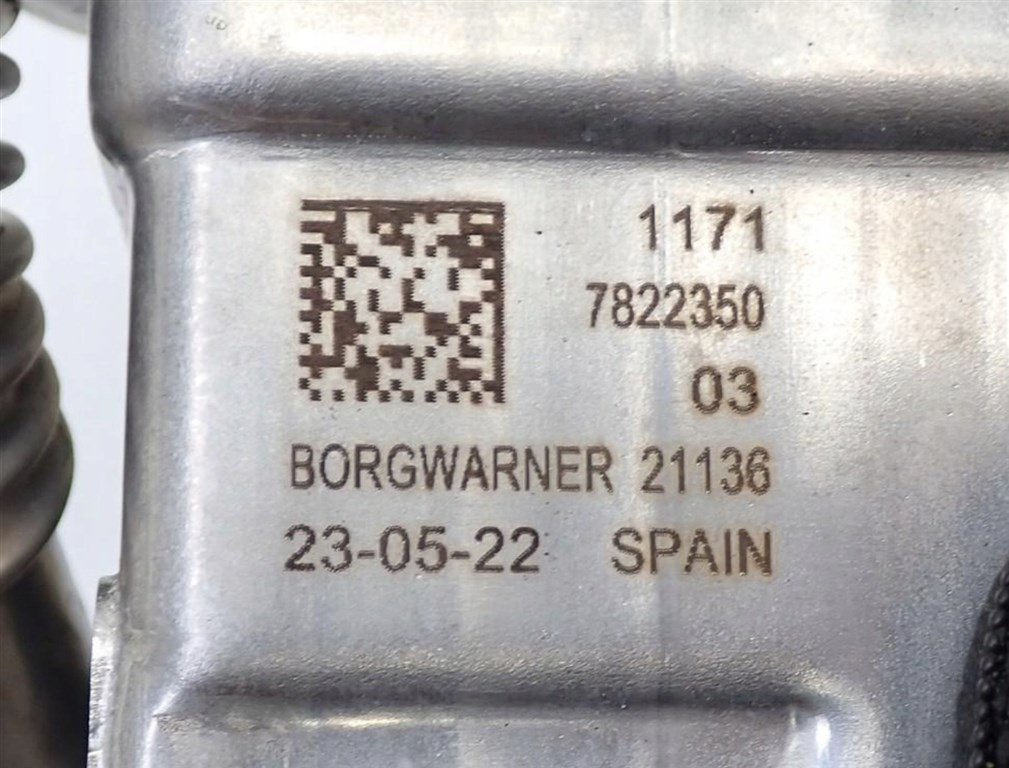 1171
7822350
03
BORGWARNER 21136
23-05-22 SPAIN